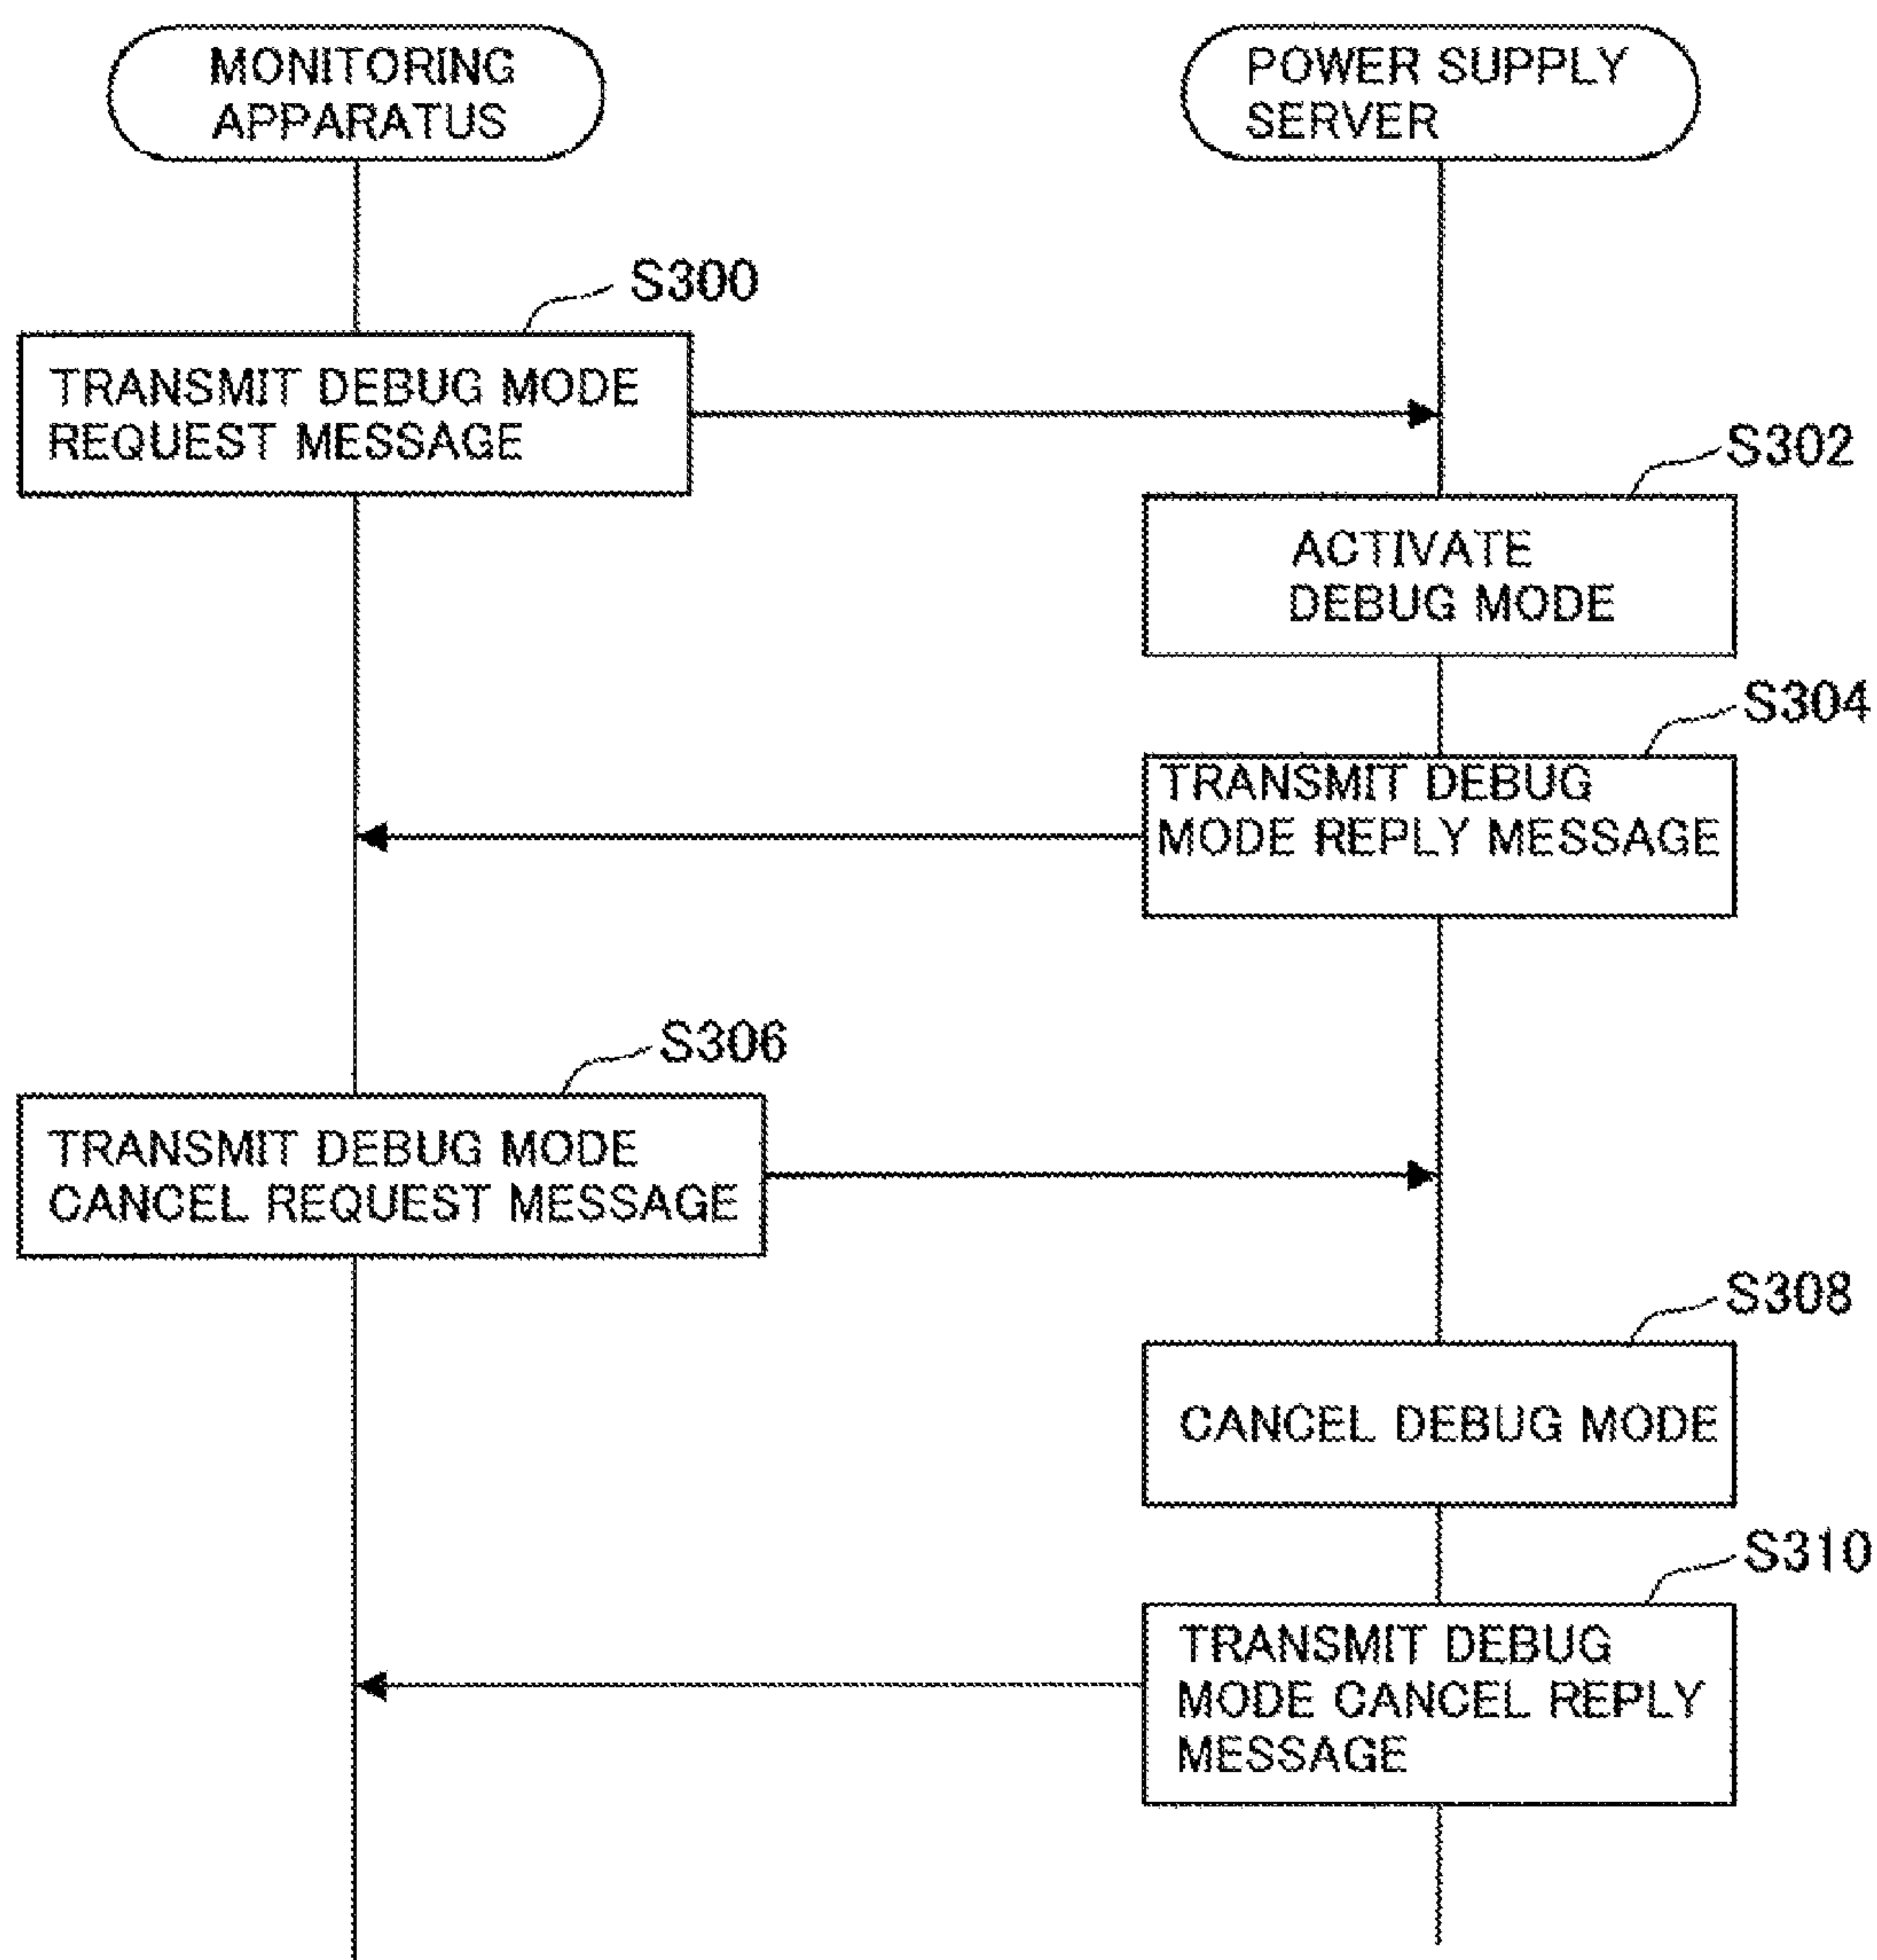 MONITORING
APPARATUS
POWER SUPPLY
SERVER
S300
TRANSMIT DEBUG MODE
REQUEST MESSAGE
S302
ACTIVATE
DEBUG MODE
S304
TRANSMIT DEBUG
MODE REPLY MESSAGE
S306
TRANSMIT DEBUG MODE
CANCEL REQUEST MESSAGE
S308
CANCEL DEBUG MODE
S310
TRANSMIT DEBUG
MODE CANCEL REPLY
MESSAGE